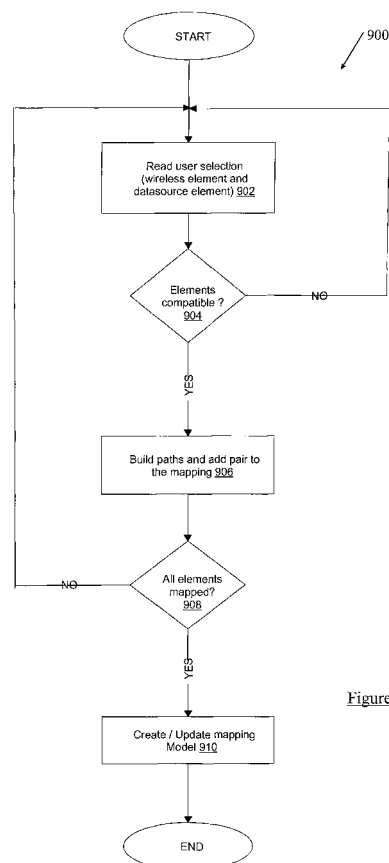 START
900
Read user selection
(wireless element and
datasource element) 902
Elements
compatible ?
904
NO
YES
Build paths and add pair to
the mapping 906
All elements
mapped?
908
NO
YES
Create / Update mapping
Model 910
Figure
END